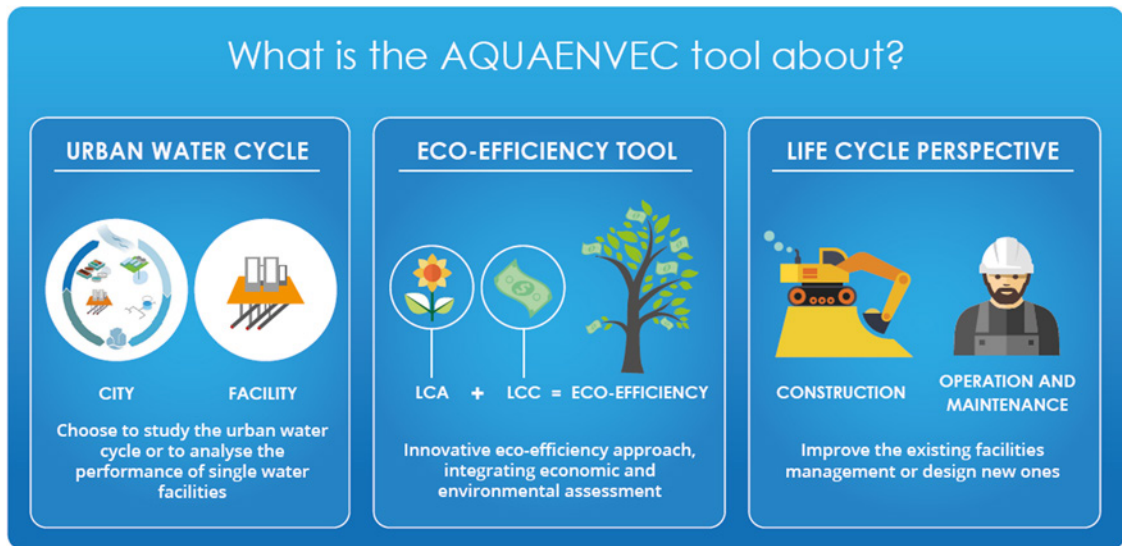 What is the AQUAENVEC tool about?
URBAN WATER CYCLE
CITY
FACILITY
Choose to study the urban water
cycle or to analyse the
performance of single water
facilities
ECO-EFFICIENCY TOOL
LCA + LCC = ECO-EFFICIENCY
Innovative eco-efficiency approach,
integrating economic and
environmental assessment
LIFE CYCLE PERSPECTIVE
CONSTRUCTION
OPERATION AND
MAINTENANCE
Improve the existing facilities
management or design new ones